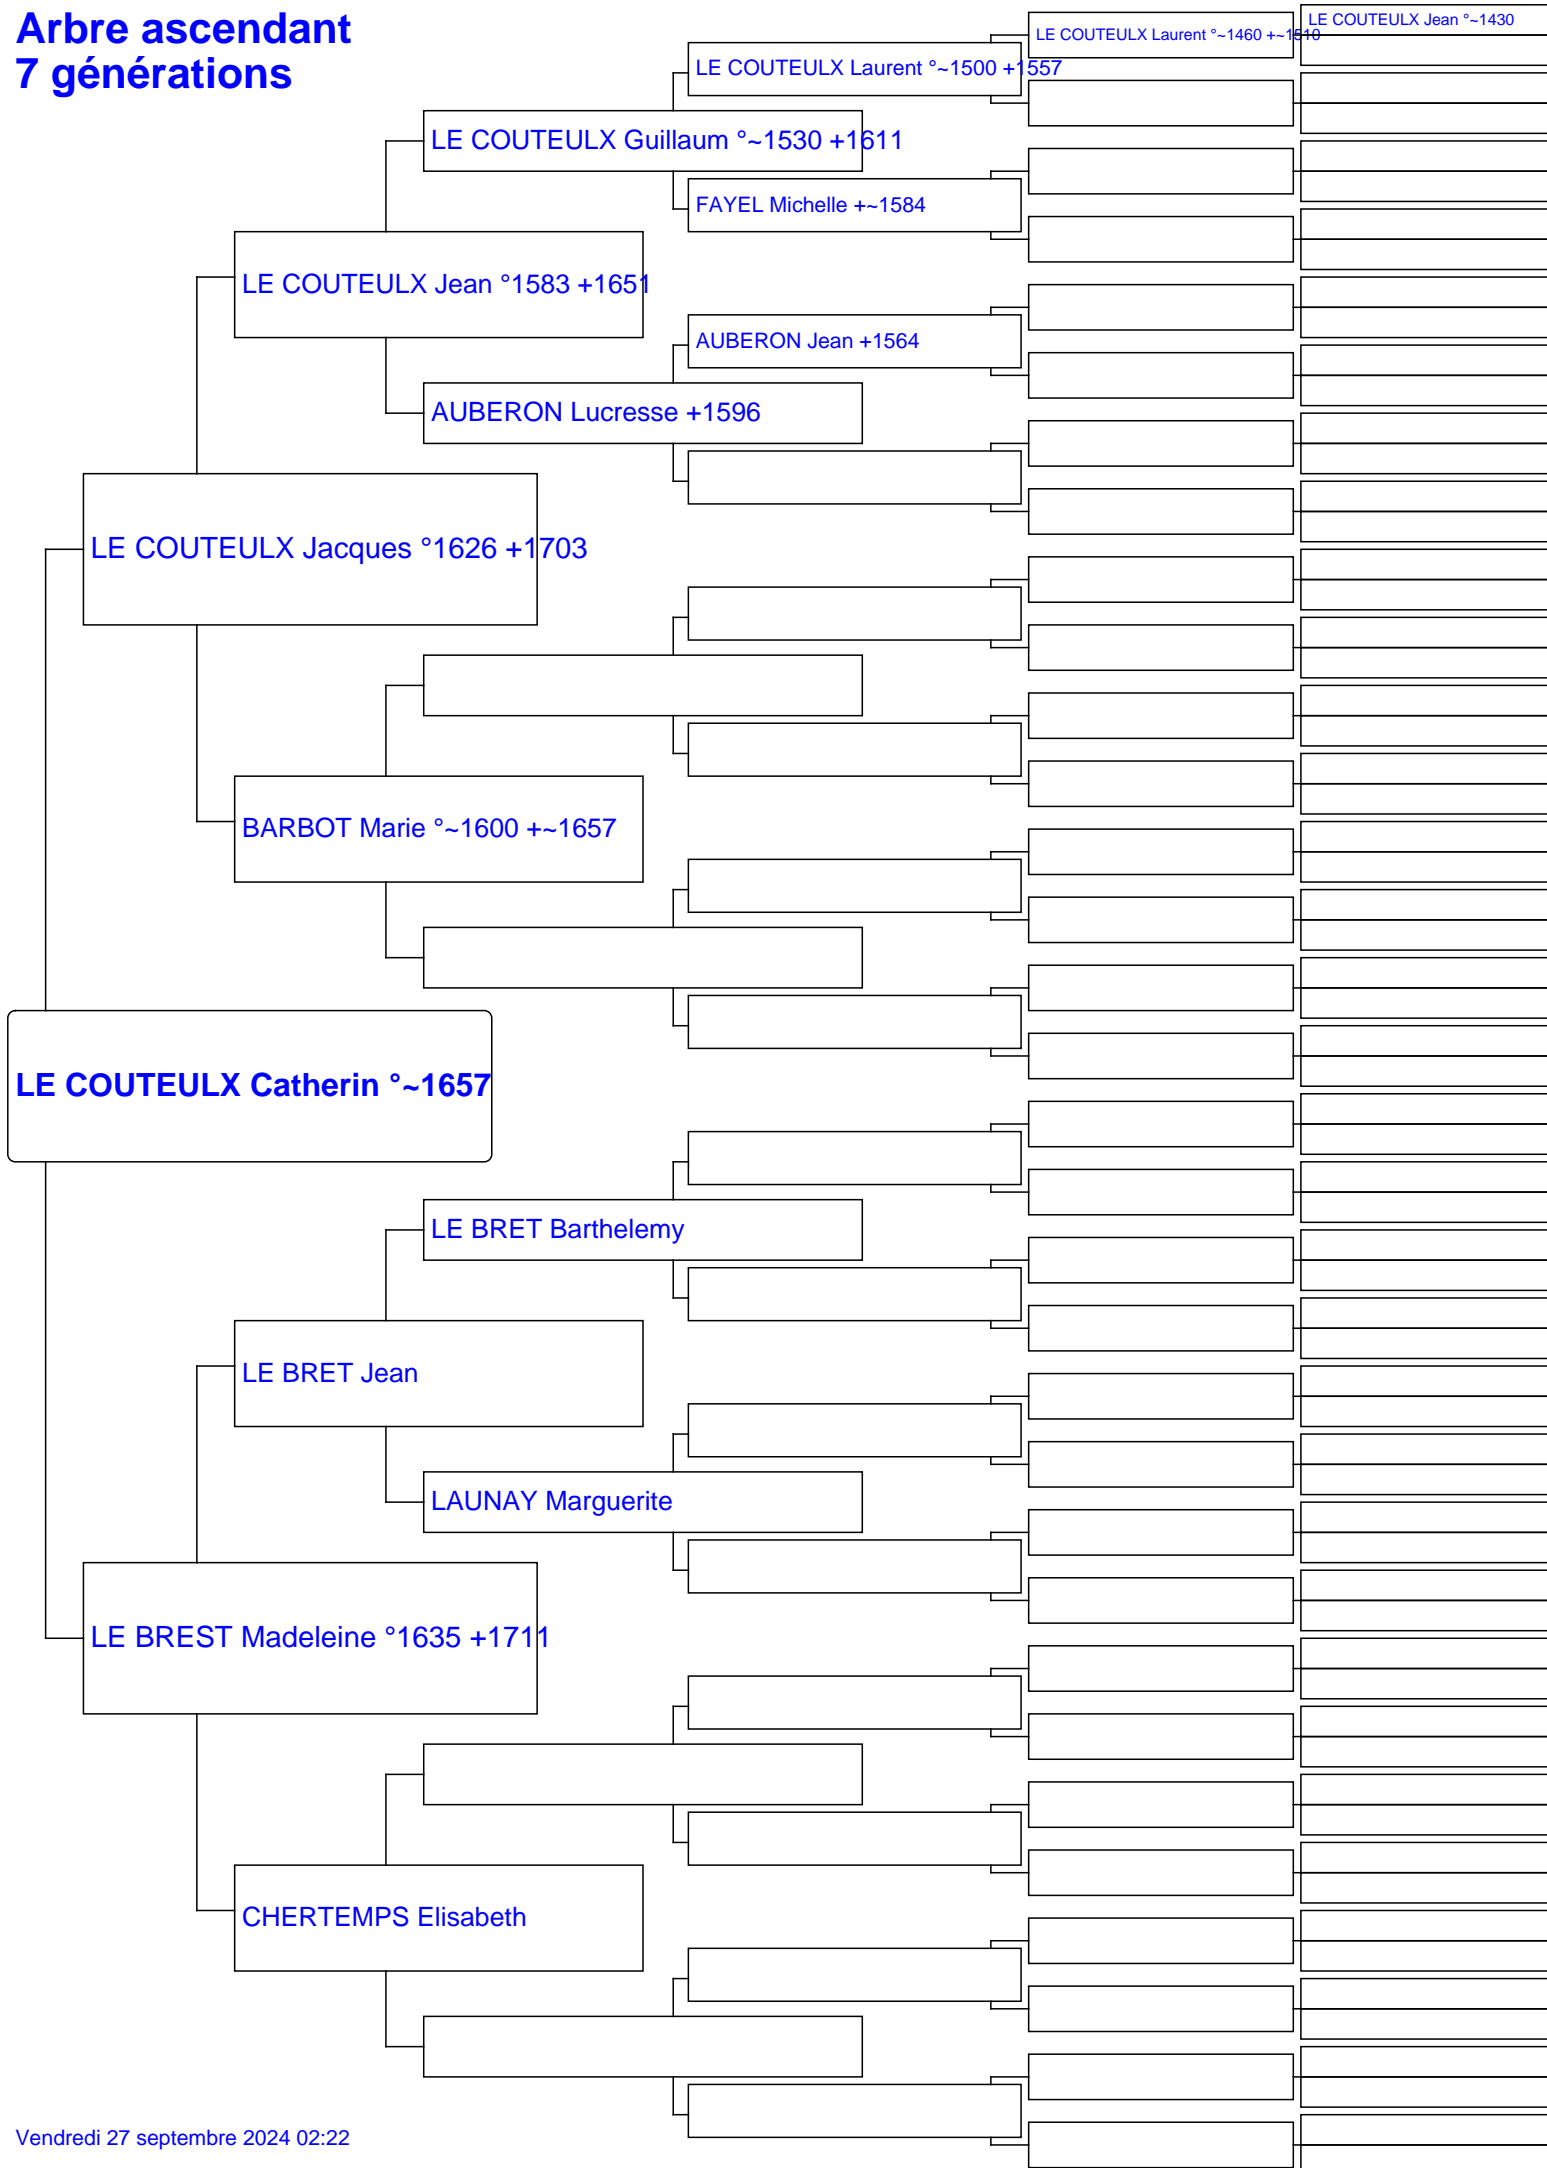 Arbre ascendant
7 générations
LE COUTEULX Jean °~1430
LE COUTEULX Laurent °~1460 +~1510
LE COUTEULX Laurent °~1500 +1557
LE COUTEULX Guillaum °~1530 +1611
FAYEL Michelle +~1584
LE COUTEULX Jean °1583 +1651
AUBERON Jean +1564
AUBERON Lucresse +1596
LE COUTEULX Jacques °1626 +1703
BARBOT Marie °~1600 +~1657
LE COUTEULX Catherin °~1657
LE BRET Barthelemy
LE BRET Jean
LAUNAY Marguerite
LE BREST Madeleine °1635 +1711
CHERTEMPS Elisabeth
Vendredi 27 septembre 2024 02:22